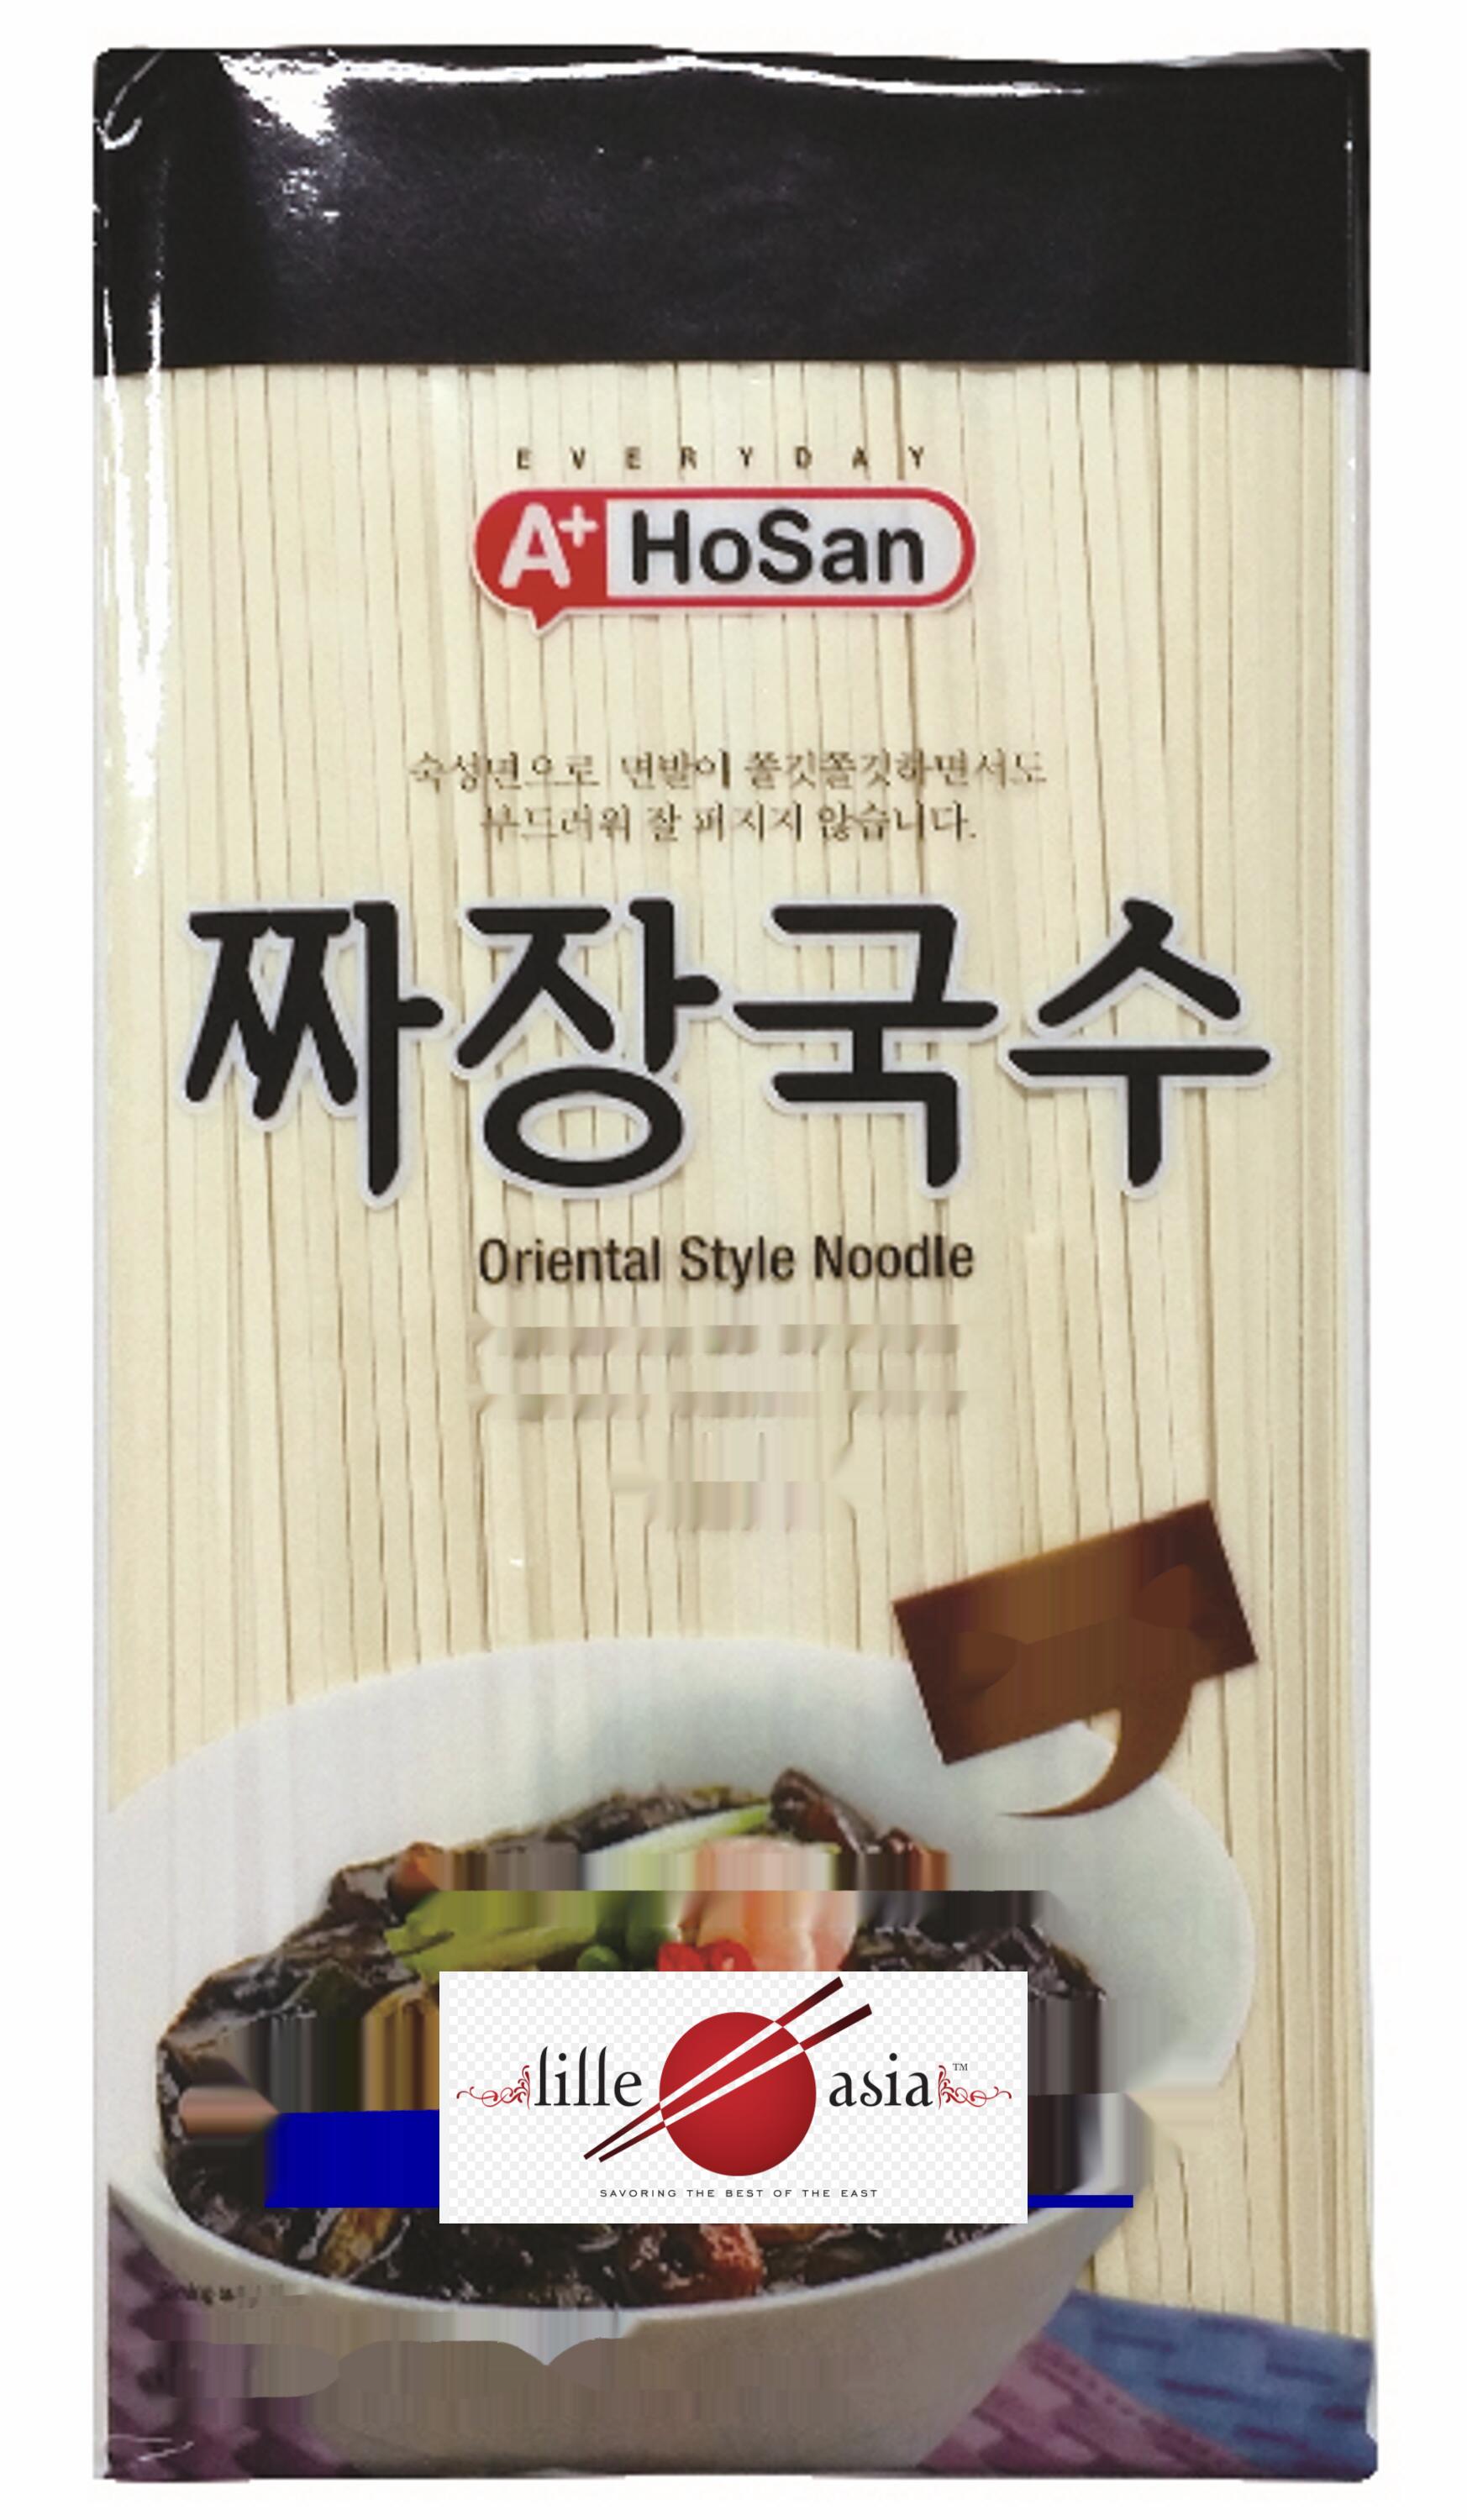 EVERYDAY
A+ HoSan
숙성면으로 면발이 쫄깃쫄깃하면서도
부드러워 잘 퍼지지 않습니다.
짜장국수
Oriental Style Noodle
lille asia™
SAVORING THE BEST OF THE EAST